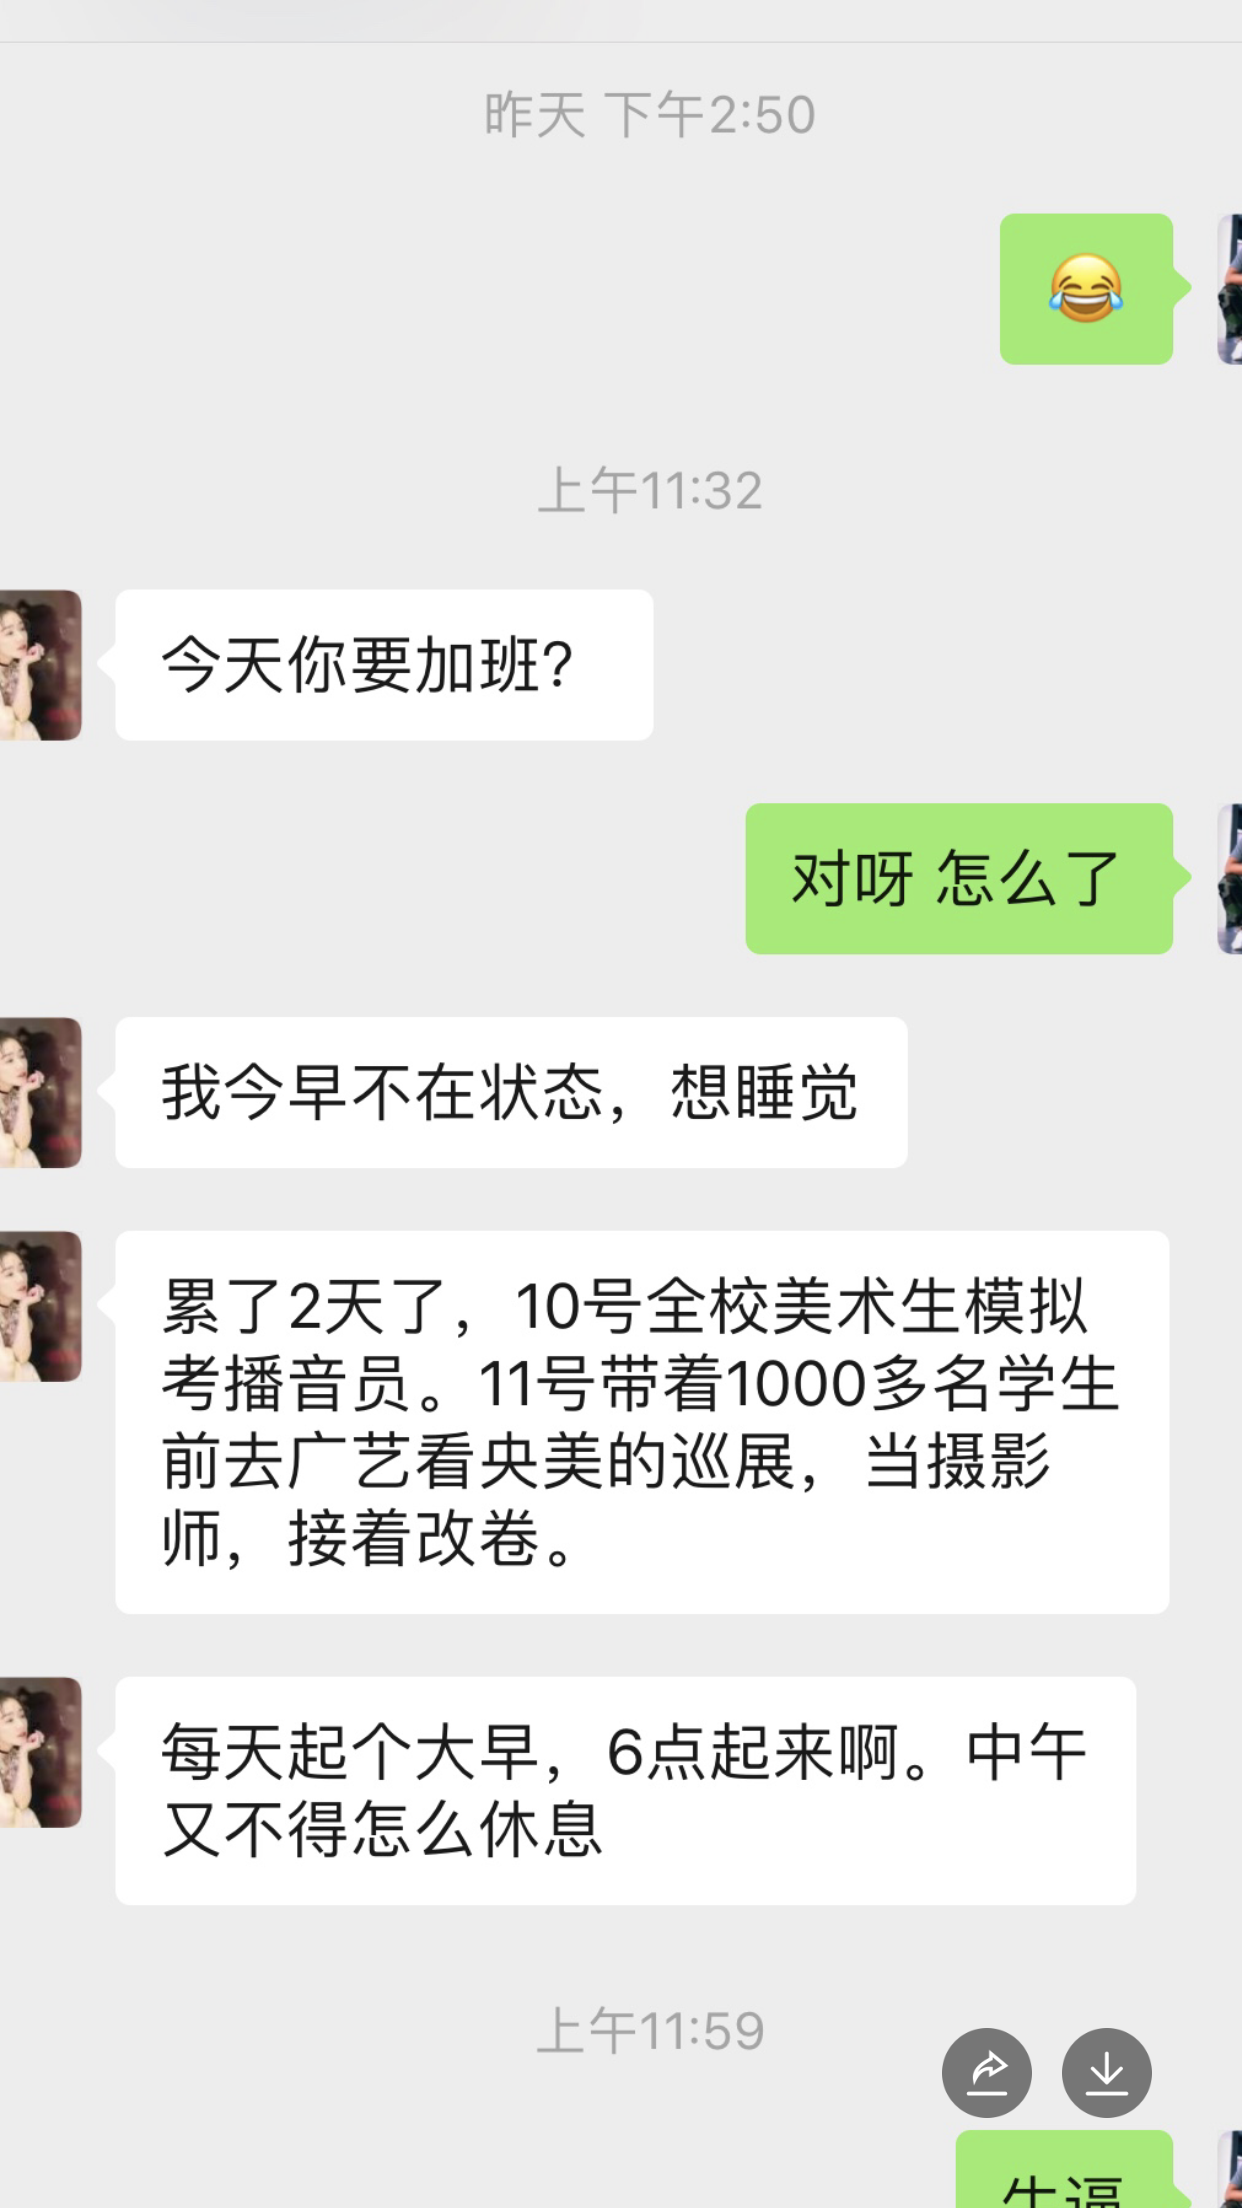 昨天 下午2:50
😂
上午11:32
今天你要加班?
对呀 怎么了
我今早不在状态，想睡觉
累了2天了，10号全校美术生模拟
考播音员。11号带着1000多名学生
前去广艺看央美的巡展，当摄影
师，接着改卷。
每天起个大早，6点起来啊。中午
又不得怎么休息
上午11:59
牛逼